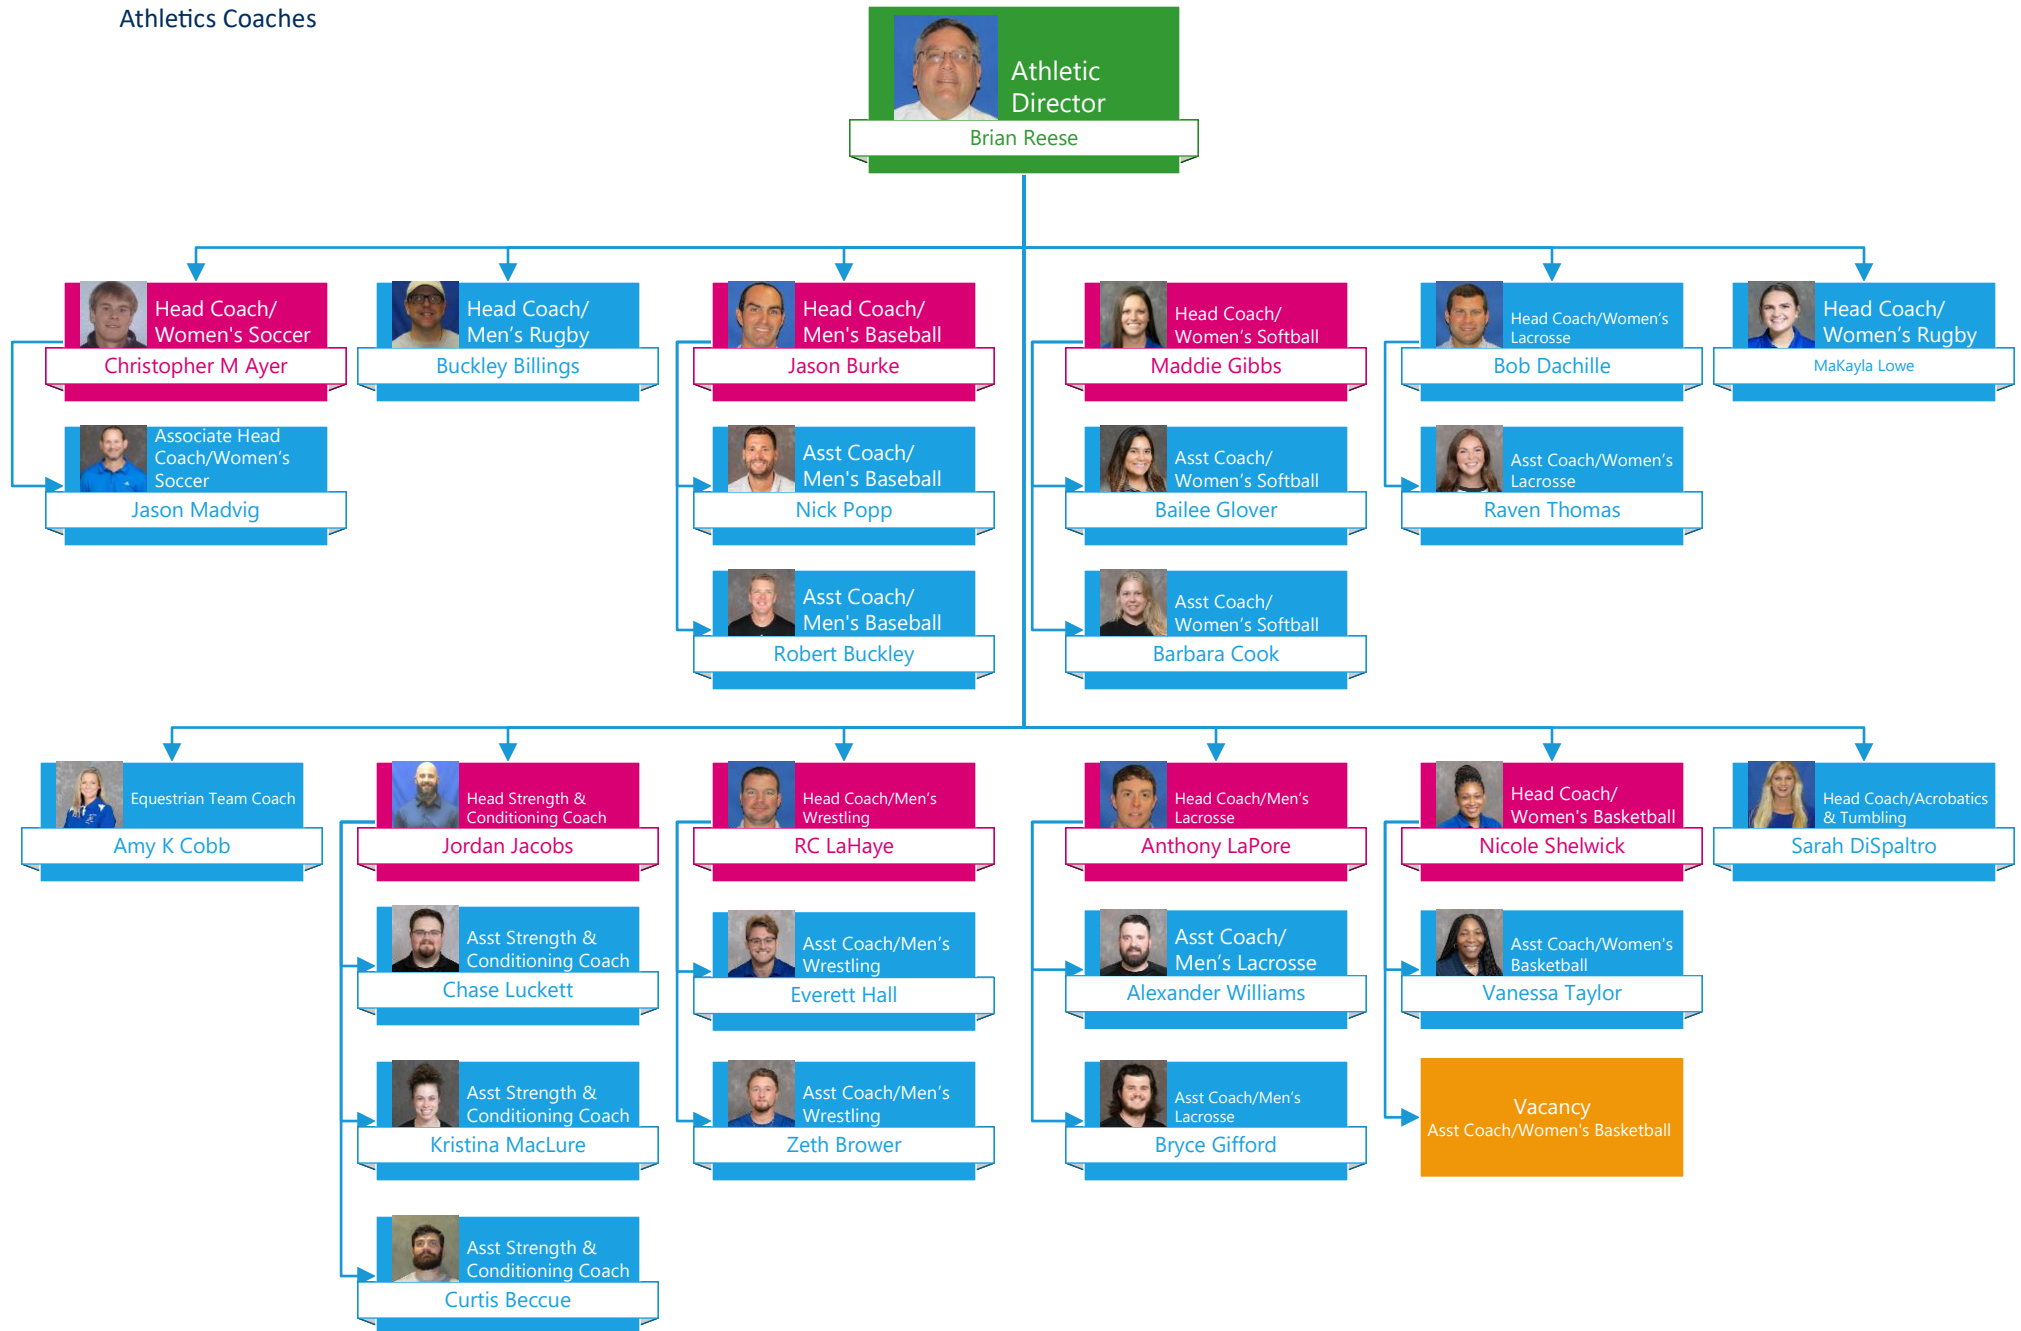 Athletics Coaches
Athletic
Director
Brian Reese
Head Coach/
Women's Soccer
Christopher M Ayer
Head Coach/
Men’s Rugby
Buckley Billings
Head Coach/
Men's Baseball
Jason Burke
Head Coach/
Women’s Softball
Maddie Gibbs
Head Coach/Women’s
Lacrosse
Bob Dachille
Head Coach/
Women’s Rugby
MaKayla Lowe
Associate Head
Coach/Women’s
Soccer
Jason Madvig
Asst Coach/
Men's Baseball
Nick Popp
Asst Coach/
Women’s Softball
Bailee Glover
Asst Coach/Women’s
Lacrosse
Raven Thomas
Asst Coach/
Men's Baseball
Robert Buckley
Asst Coach/
Women’s Softball
Barbara Cook
Equestrian Team Coach
Amy K Cobb
Head Strength &
Conditioning Coach
Jordan Jacobs
Head Coach/Men’s
Wrestling
RC LaHaye
Head Coach/Men’s
Lacrosse
Anthony LaPore
Head Coach/
Women's Basketball
Nicole Shelwick
Head Coach/Acrobatics
& Tumbling
Sarah DiSpaltro
Asst Strength &
Conditioning Coach
Chase Luckett
Asst Coach/Men’s
Wrestling
Everett Hall
Asst Coach/
Men’s Lacrosse
Alexander Williams
Asst Coach/Women's
Basketball
Vanessa Taylor
Asst Strength &
Conditioning Coach
Kristina MacLure
Asst Coach/Men’s
Wrestling
Zeth Brower
Asst Coach/Men’s
Lacrosse
Bryce Gifford
Vacancy
Asst Coach/Women's Basketball
Asst Strength &
Conditioning Coach
Curtis Beccue